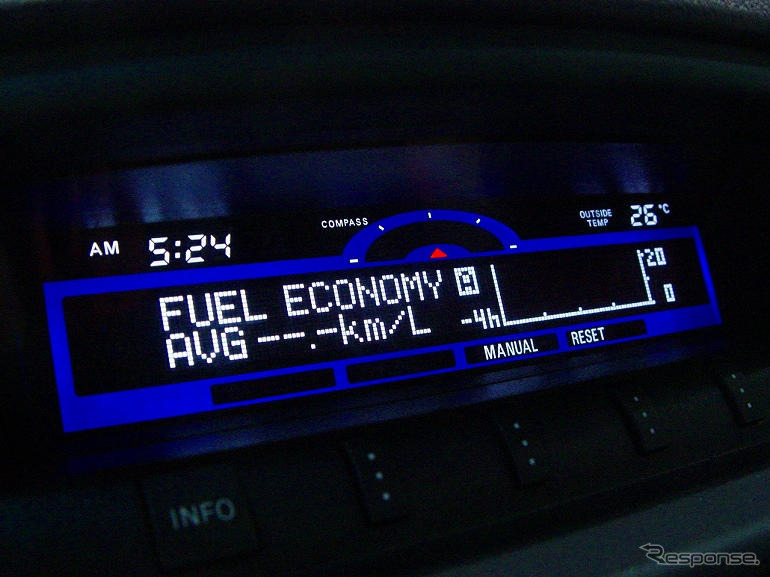 AM 5:24
COMPASS
OUTSIDE
TEMP
26°C
FUEL ECONOMY
AVG --.-km/L
-4h
20
0
MANUAL
RESET
INFO
Response.